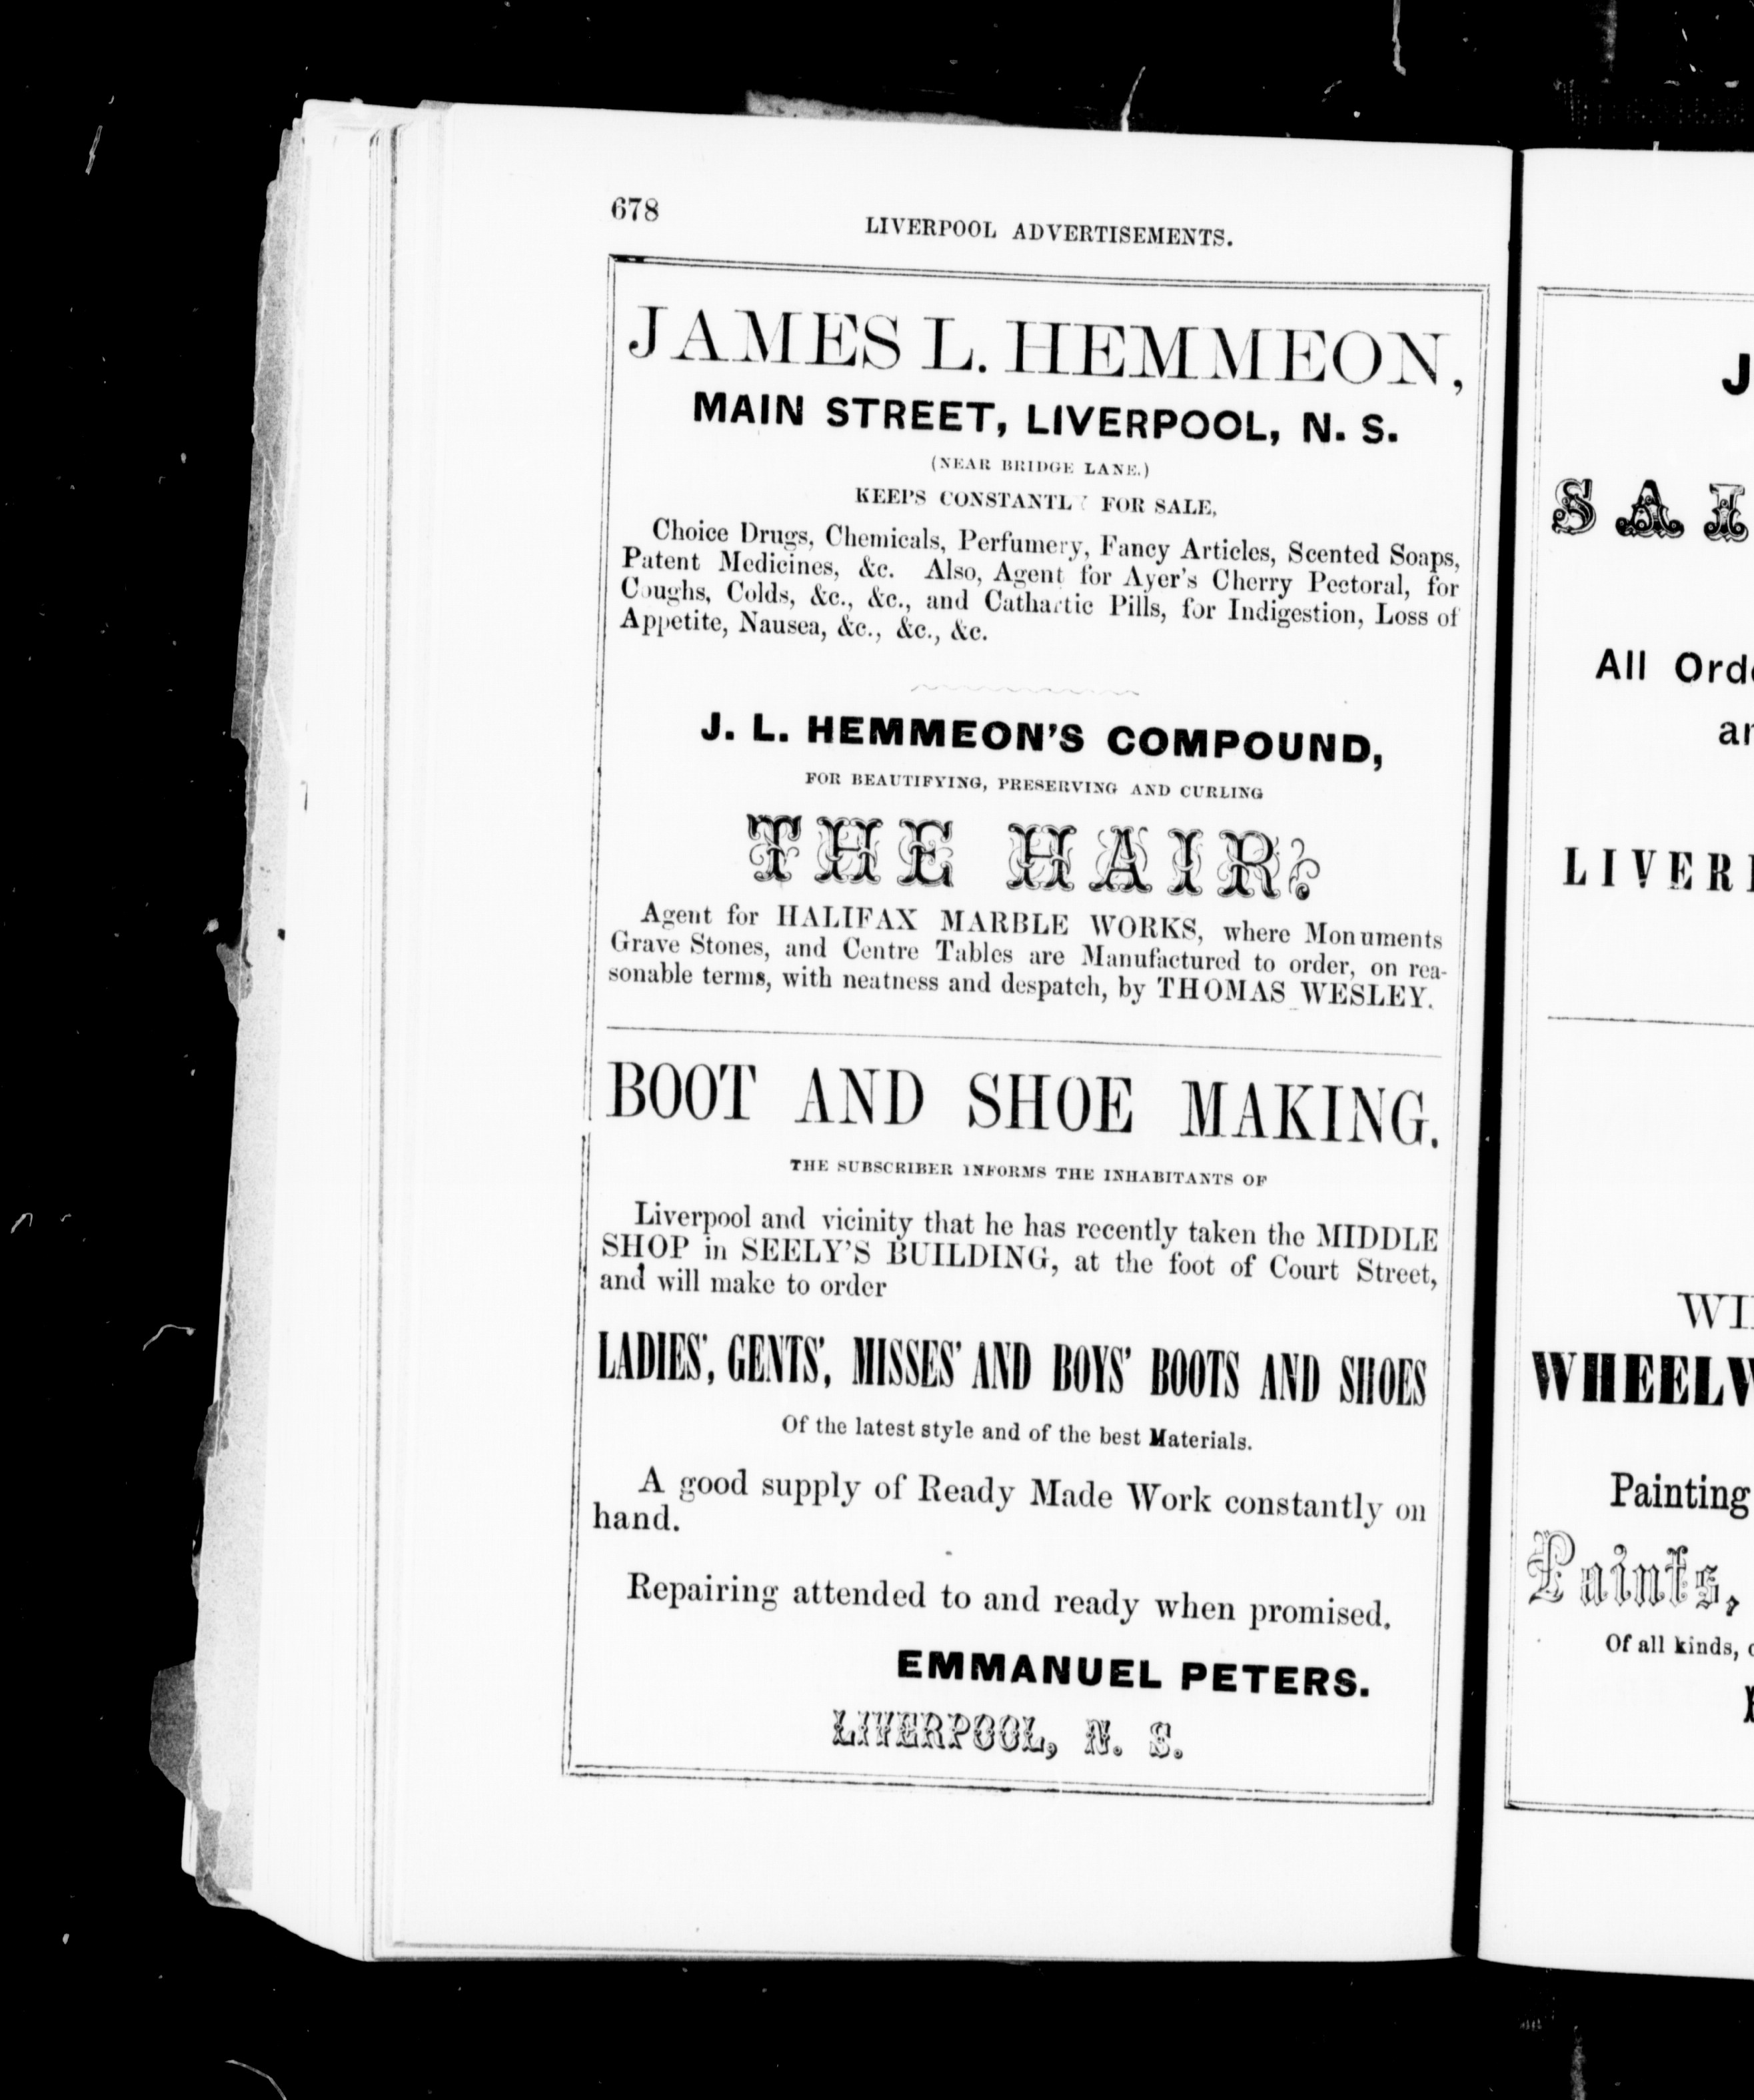 678
LIVERPOOL ADVERTISEMENTS.
JAMES L. HEMMEON,
MAIN STREET, LIVERPOOL, N. S.
(NEAR BRIDGE LANE.)
KEEPS CONSTANTL FOR SALE,
Choice Drugs, Chemicals, Perfumery, Fancy Articles, Scented Soaps,
Patent Medicines, &c. Also, Agent for Ayer's Cherry Pectoral, for
Coughs, Colds, &c., &c., and Cathartic Pills, for Indigestion, Loss of
Appetite, Nausea, &c., &c., &c.
J. L. HEMMEON'S COMPOUND,
FOR BEAUTIFYING, PRESERVING AND CURLING
THE HAIR?
Agent for HALIFAX MARBLE WORKS, where Monuments
Grave Stones, and Centre Tables are Manufactured to order, on rea-
sonable terms, with neatness and despatch, by THOMAS WESLEY.
BOOT AND SHOE MAKING.
THE SUBSCRIBER INFORMS THE INHABITANTS OF
Liverpool and vicinity that he has recently taken the MIDDLE
SHOP in SEELY'S BUILDING, at the foot of Court Street,
and will make to order
LADIES', GENTS', MISSES' AND BOYS' BOOTS AND SHOES
Of the latest style and of the best Materials.
A good supply of Ready Made Work constantly on
hand.
Repairing attended to and ready when promised.
EMMANUEL PETERS.
LIVERPOOL, N. S.
J
SAI
All Orde
an
LIVER
WI
WHEELW
Painting
Paints,
Of all kinds,